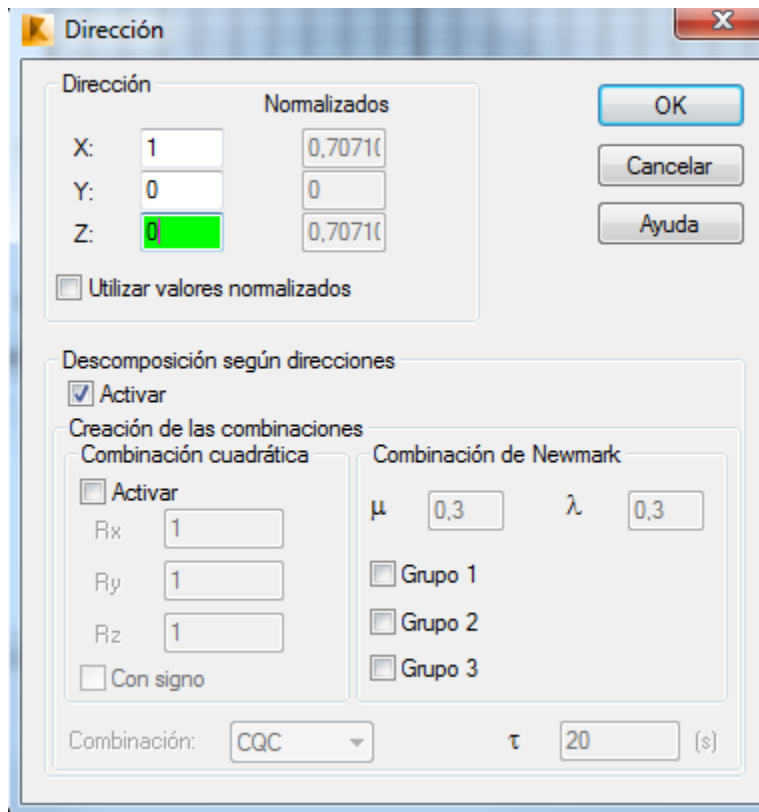 Dirección
Dirección
Normalizados
X: 1 0,7071(
Y: 0 0
Z: 0 0,7071(
Utilizar valores normalizados
OK
Cancelar
Ayuda
Descomposición según direcciones
Activar
Creación de las combinaciones
Combinación cuadrática
Activar
Rx 1
Ry 1
Rz 1
Con signo
Combinación de Newmark
μ 0,3 λ 0,3
Grupo 1
Grupo 2
Grupo 3
Combinación: CQC τ 20 (s)